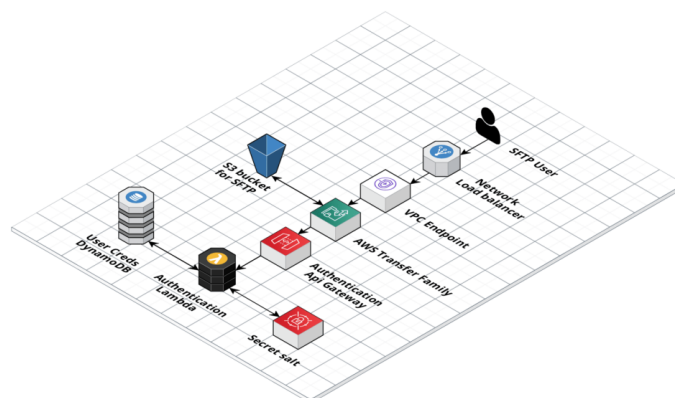 SFTP User
Network
Load balancer
VPC Endpoint
AWS Transfer Family
S3 bucket
for SFTP
Authentication
Api Gateway
Authentication
Lambda
User Creds
DynamoDB
Secret salt